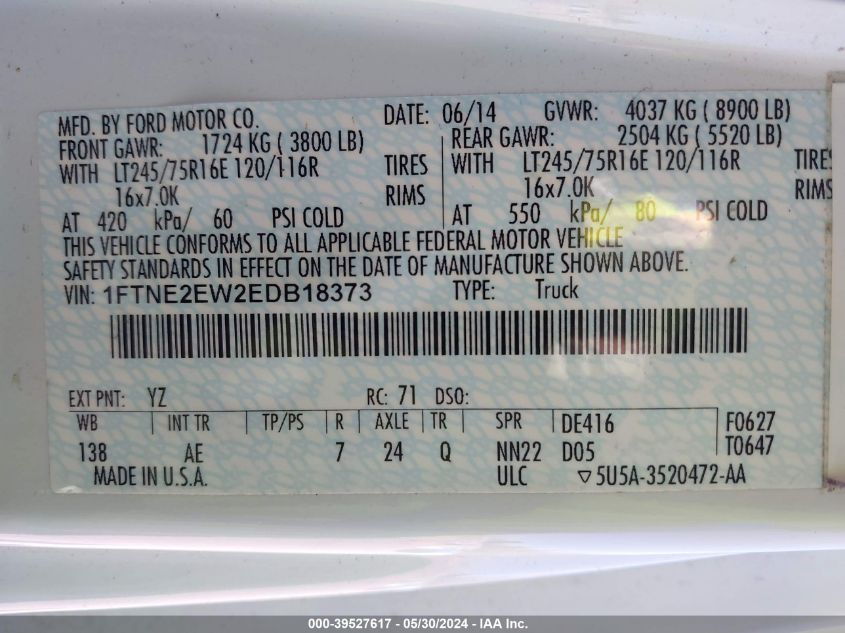 MFD. BY FORD MOTOR CO. DATE: 06/14 GVWR: 4037 KG ( 8900 LB)
FRONT GAWR: 1724 KG ( 3800 LB) REAR GAWR: 2504 KG ( 5520 LB)
WITH LT245/75R16E 120/116R TIRES WITH LT245/75R16E 120/116R TIRES
16x7.0K RIMS 16x7.0K RIMS
AT 420 kPa/ 60 PSI COLD AT 550 kPa/ 80 PSI COLD
THIS VEHICLE CONFORMS TO ALL APPLICABLE FEDERAL MOTOR VEHICLE
SAFETY STANDARDS IN EFFECT ON THE DATE OF MANUFACTURE SHOWN ABOVE.
VIN: 1FTNE2EW2EDB18373 TYPE: Truck
EXT PNT: YZ RC: 71 DSO:
WB INT TR TP/PS R AXLE TR SPR DE416 F0627
138 AE 7 24 Q NN22 D05 T0647
MADE IN U.S.A. ULC ▽5U5A-3520472-AA
000-39527617 - 05/30/2024 - IAA, Inc.